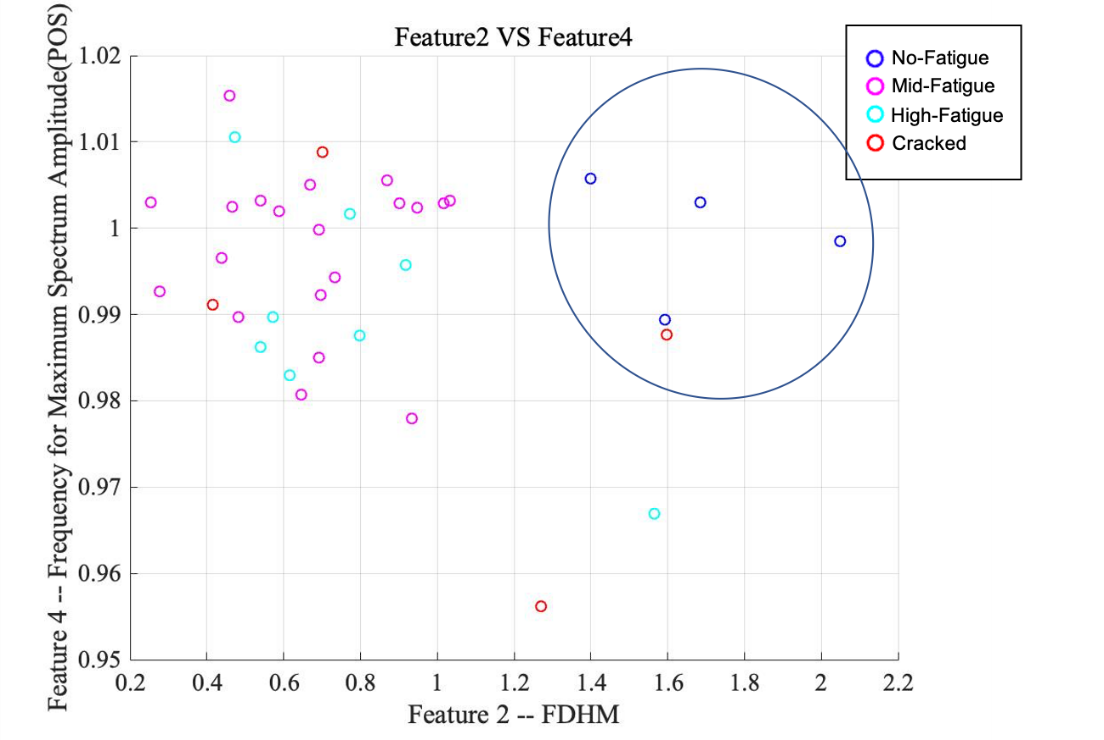 Feature2 VS Feature4
No-Fatigue
Mid-Fatigue
High-Fatigue
Cracked
Feature 4 -- Frequency for Maximum Spectrum Amplitude(POS)
1.02
1.01
1
0.99
0.98
0.97
0.96
0.95
0.2 0.4 0.6 0.8 1 1.2 1.4 1.6 1.8 2 2.2
Feature 2 -- FDHM